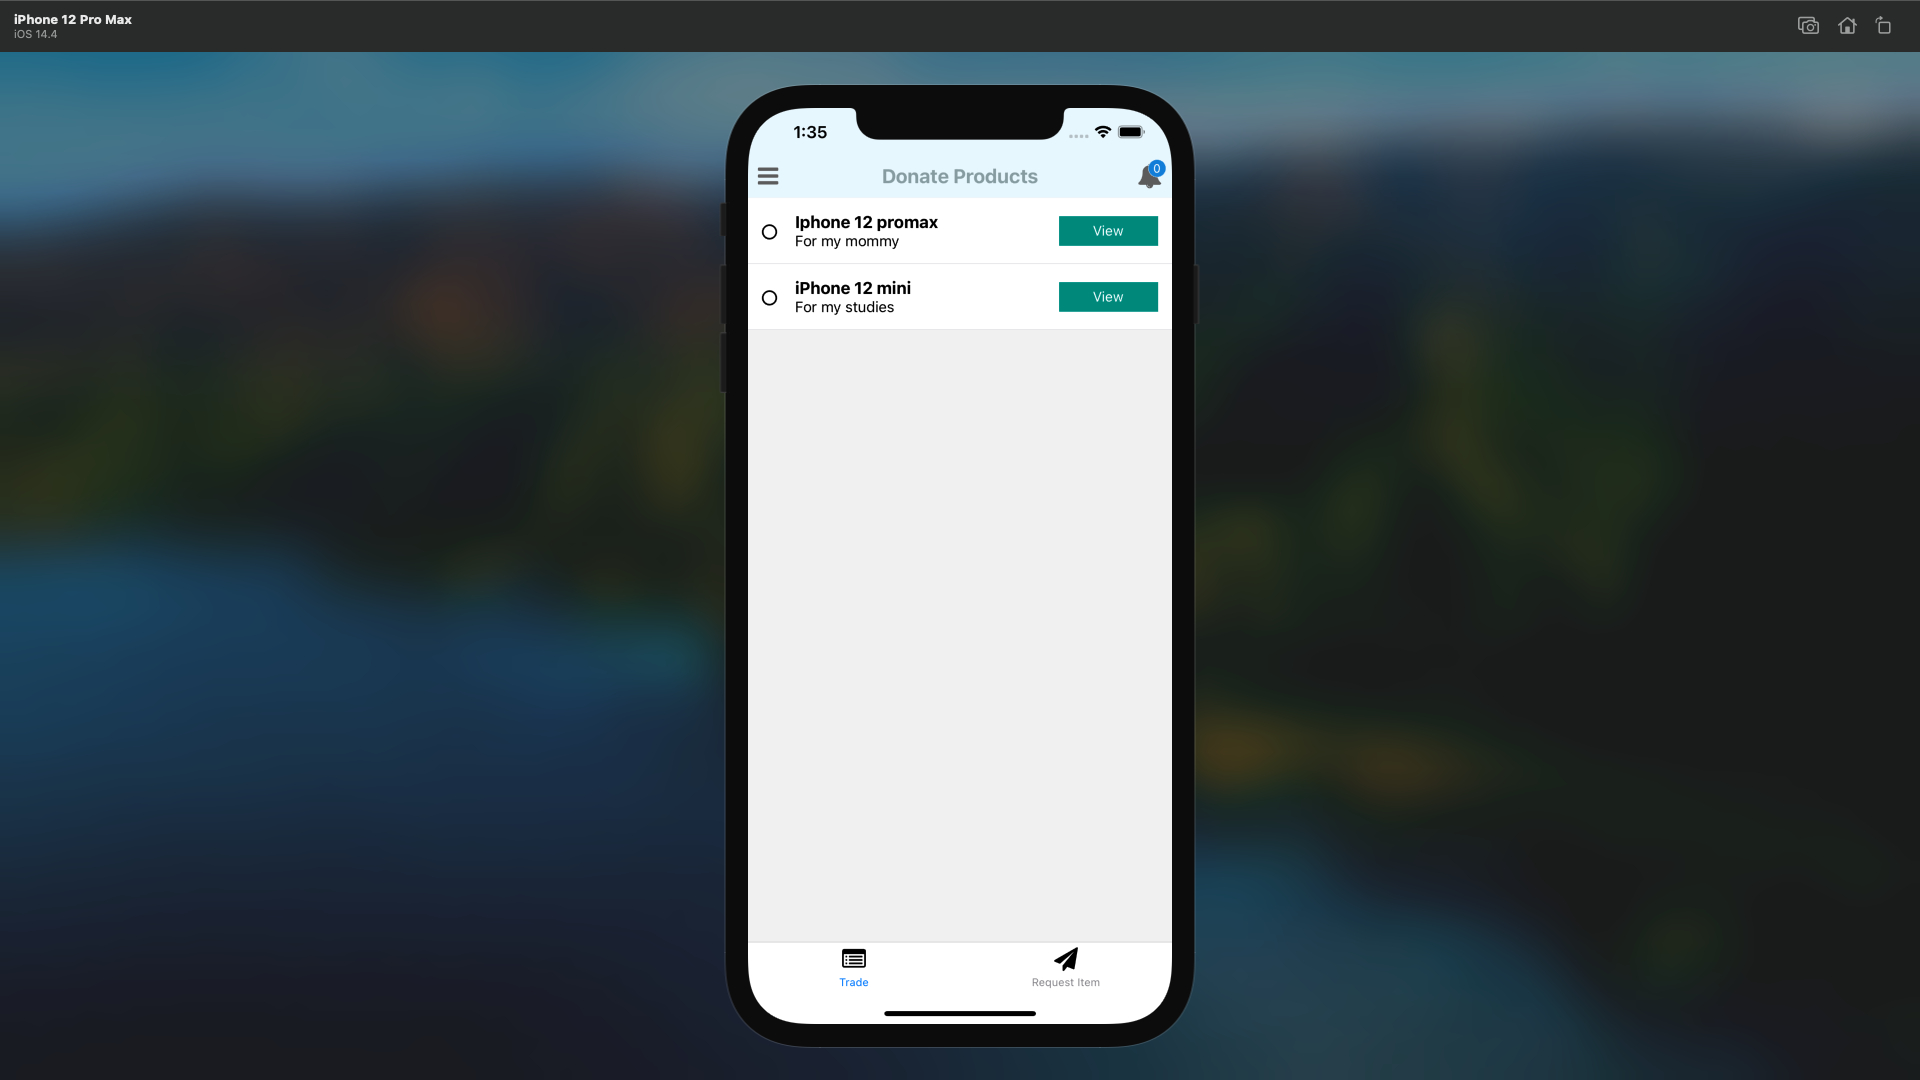 iPhone 12 Pro Max
iOS 14.4
1:35
Donate Products
0
Iphone 12 promax
For my mommy
View
iPhone 12 mini
For my studies
View
Trade
Request Item